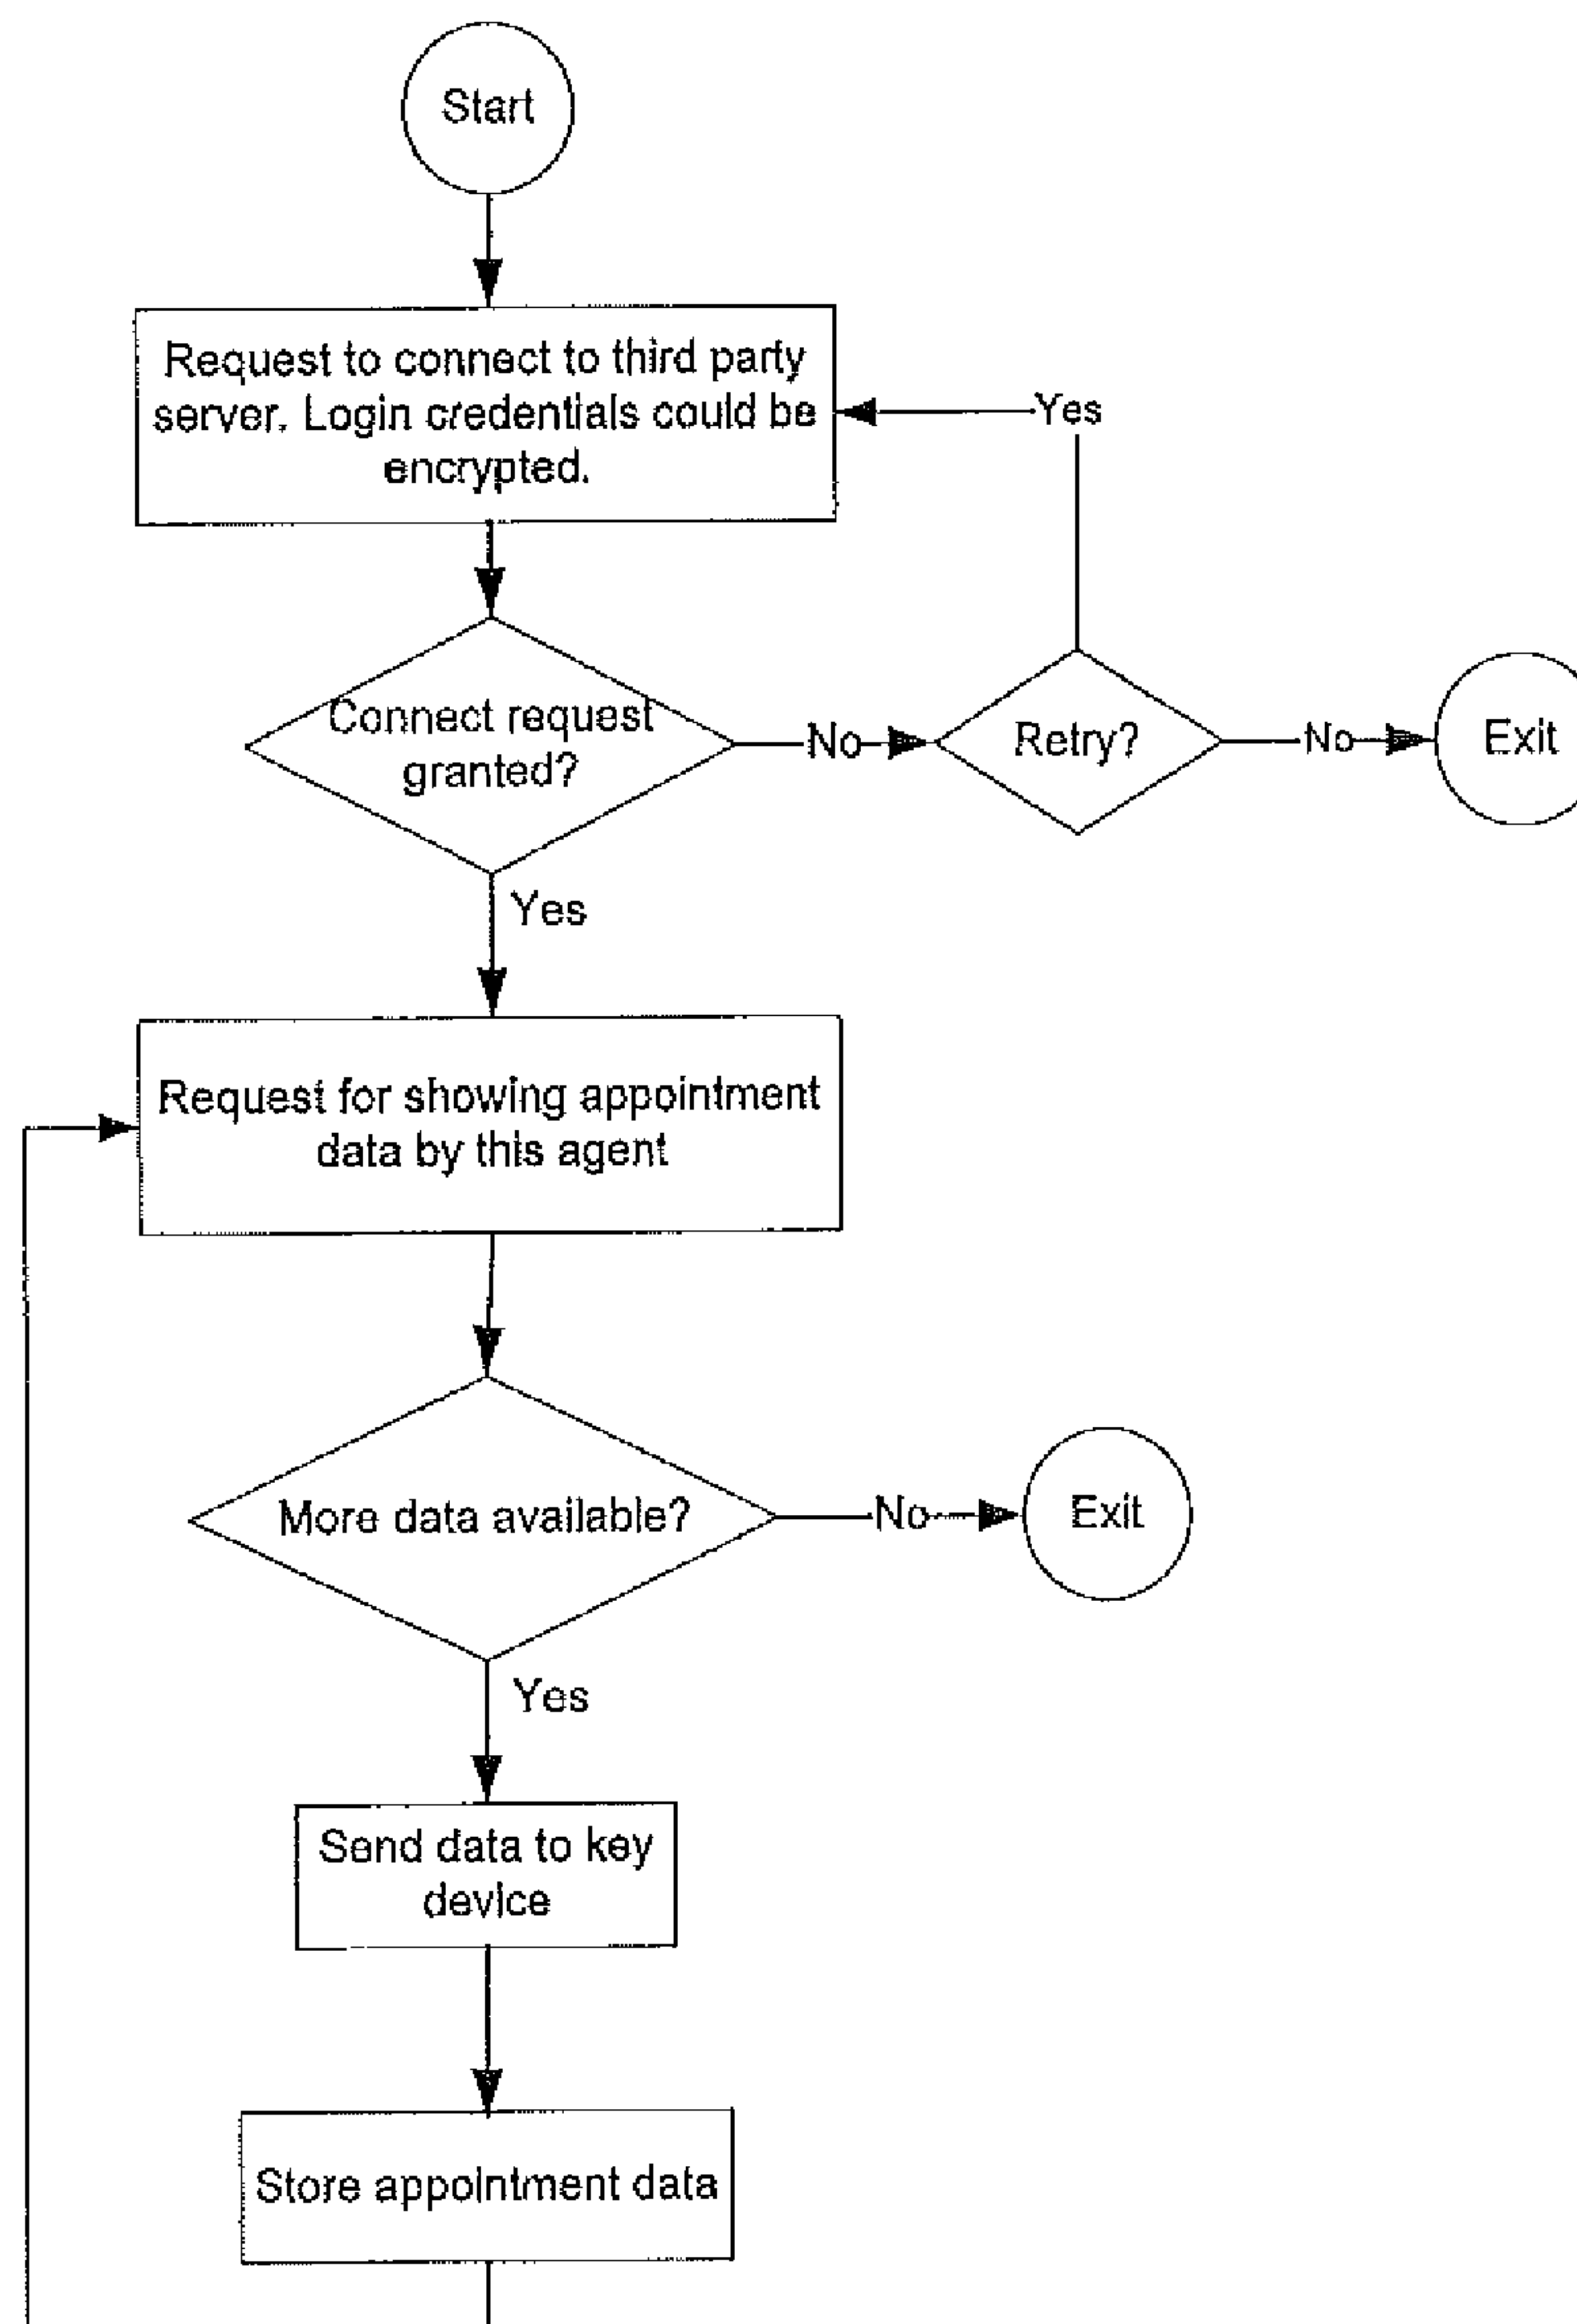 Start
Request to connect to third party
server. Login credentials could be
encrypted.
Yes
Connect request
granted?
No
Retry?
No
Exit
Yes
Request for showing appointment
data by this agent
More data available?
No
Exit
Yes
Send data to key
device
Store appointment data